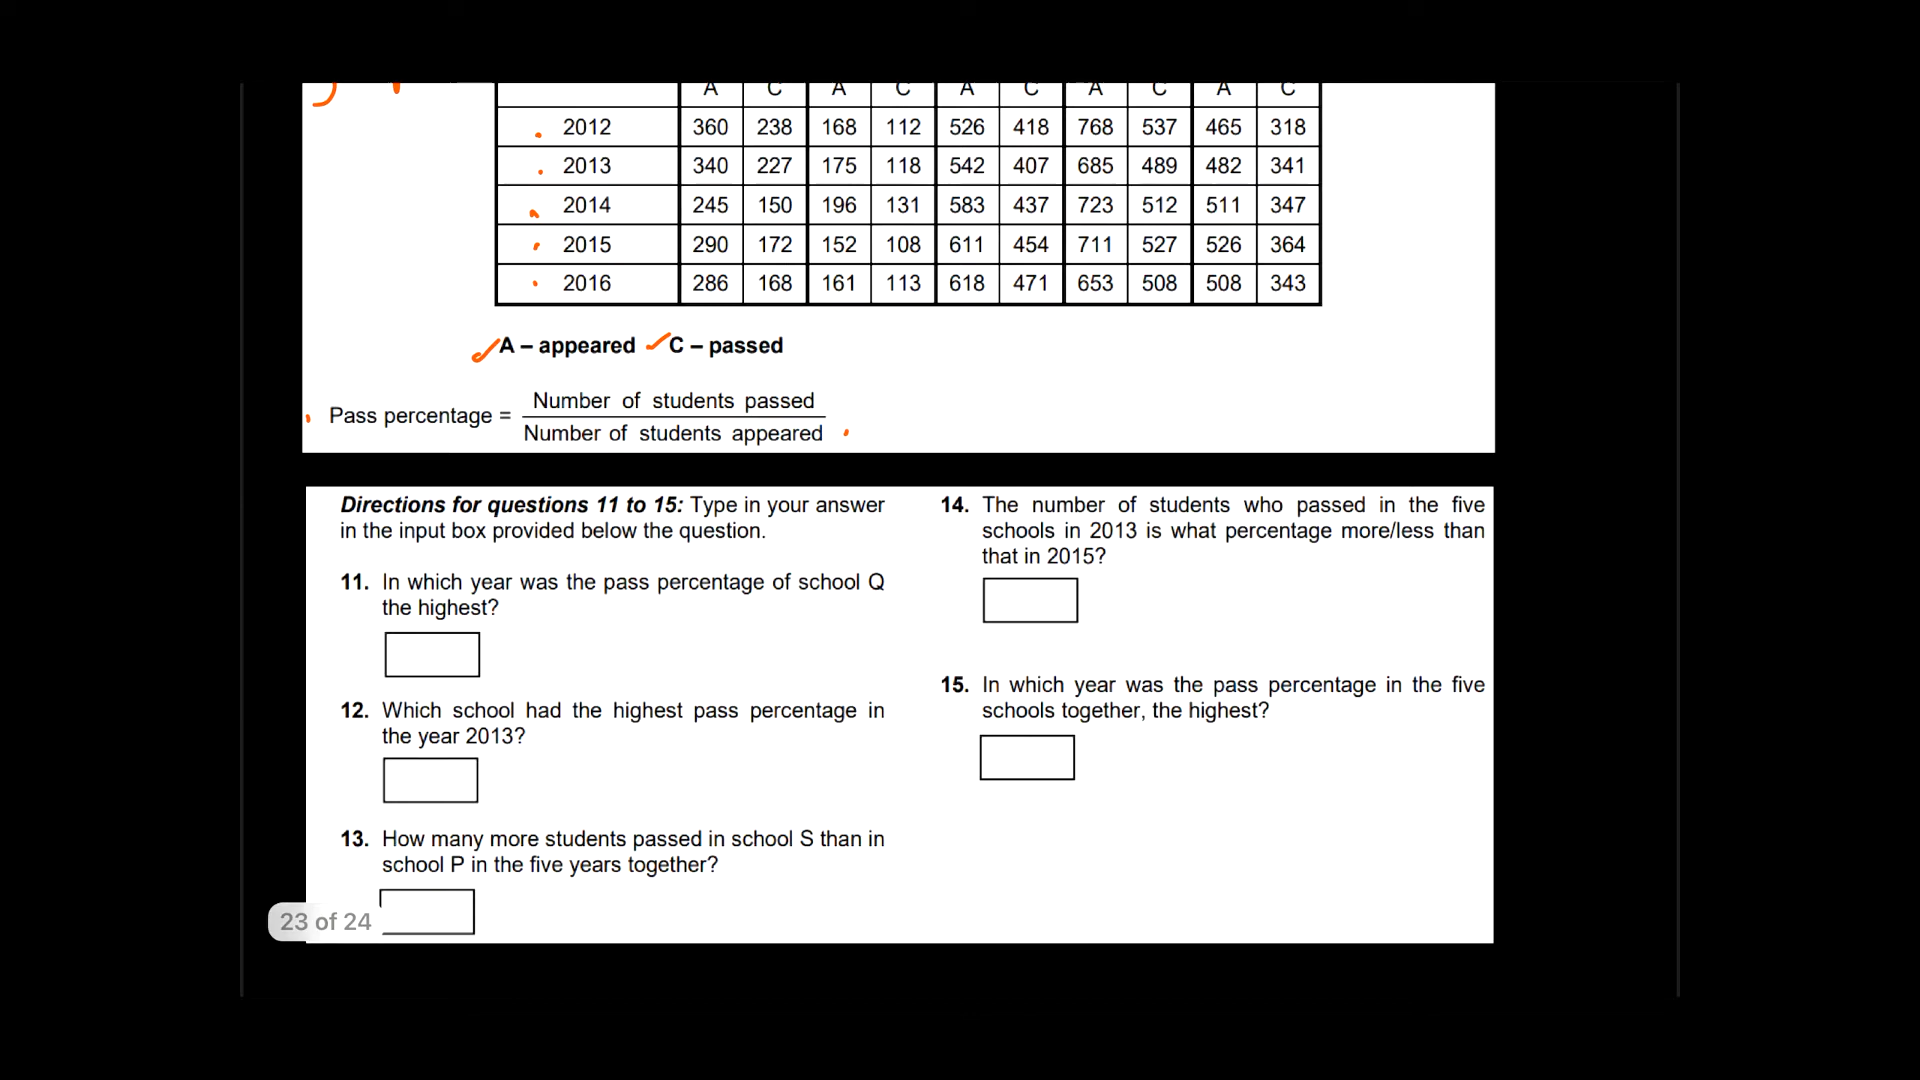 A C A C A C A C A C
2012 360 238 168 112 526 418 768 537 465 318
2013 340 227 175 118 542 407 685 489 482 341
2014 245 150 196 131 583 437 723 512 511 347
2015 290 172 152 108 611 454 711 527 526 364
2016 286 168 161 113 618 471 653 508 508 343
A – appeared C – passed
Pass percentage = Number of students passed
Number of students appeared
Directions for questions 11 to 15: Type in your answer
in the input box provided below the question.
11. In which year was the pass percentage of school Q
the highest?
12. Which school had the highest pass percentage in
the year 2013?
13. How many more students passed in school S than in
school P in the five years together?
14. The number of students who passed in the five
schools in 2013 is what percentage more/less than
that in 2015?
15. In which year was the pass percentage in the five
schools together, the highest?
23 of 24